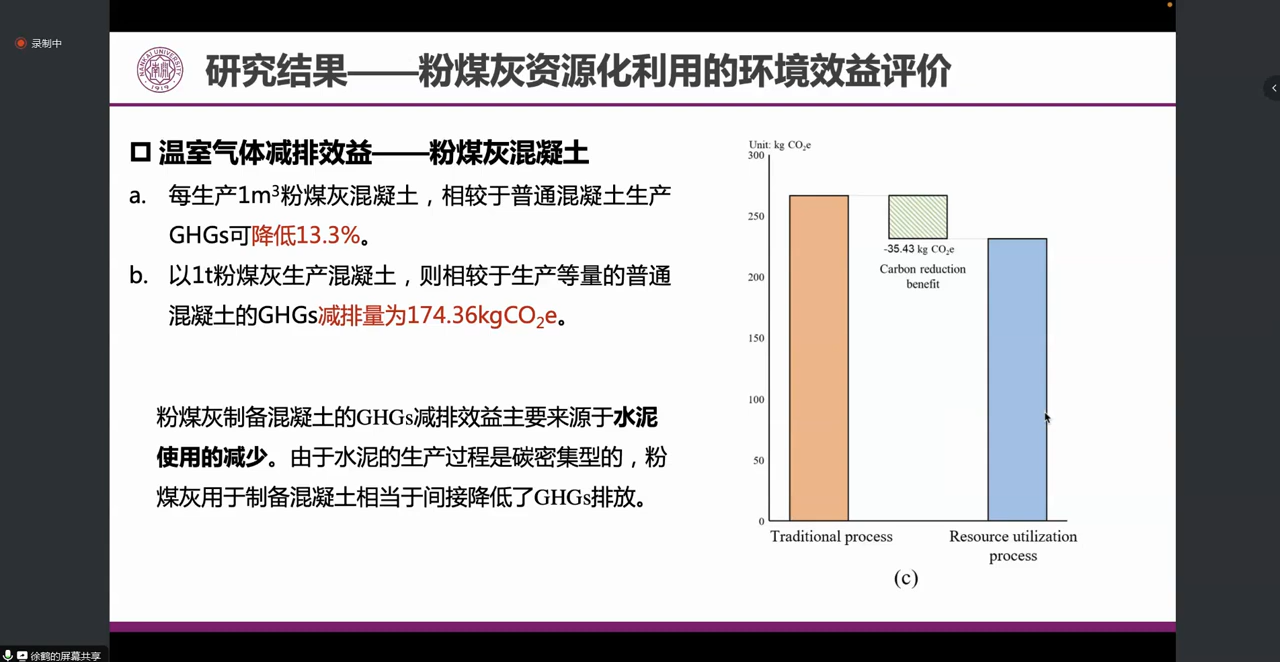 录制中
NANKAI UNIVERSITY
南開
1919
研究结果——粉煤灰资源化利用的环境效益评价
温室气体减排效益——粉煤灰混凝土
a. 每生产1m³粉煤灰混凝土，相较于普通混凝土生产
GHGs可降低13.3%。
b. 以1t粉煤灰生产混凝土，则相较于生产等量的普通
混凝土的GHGs减排量为174.36kgCO₂e。
粉煤灰制备混凝土的GHGs减排效益主要来源于水泥
使用的减少。由于水泥的生产过程是碳密集型的，粉
煤灰用于制备混凝土相当于间接降低了GHGs排放。
Unit: kg CO₂e
300
250
200
150
100
50
0
-35.43 kg CO₂e
Carbon reduction
benefit
Traditional process
Resource utilization
process
(c)
徐鹤的屏幕共享